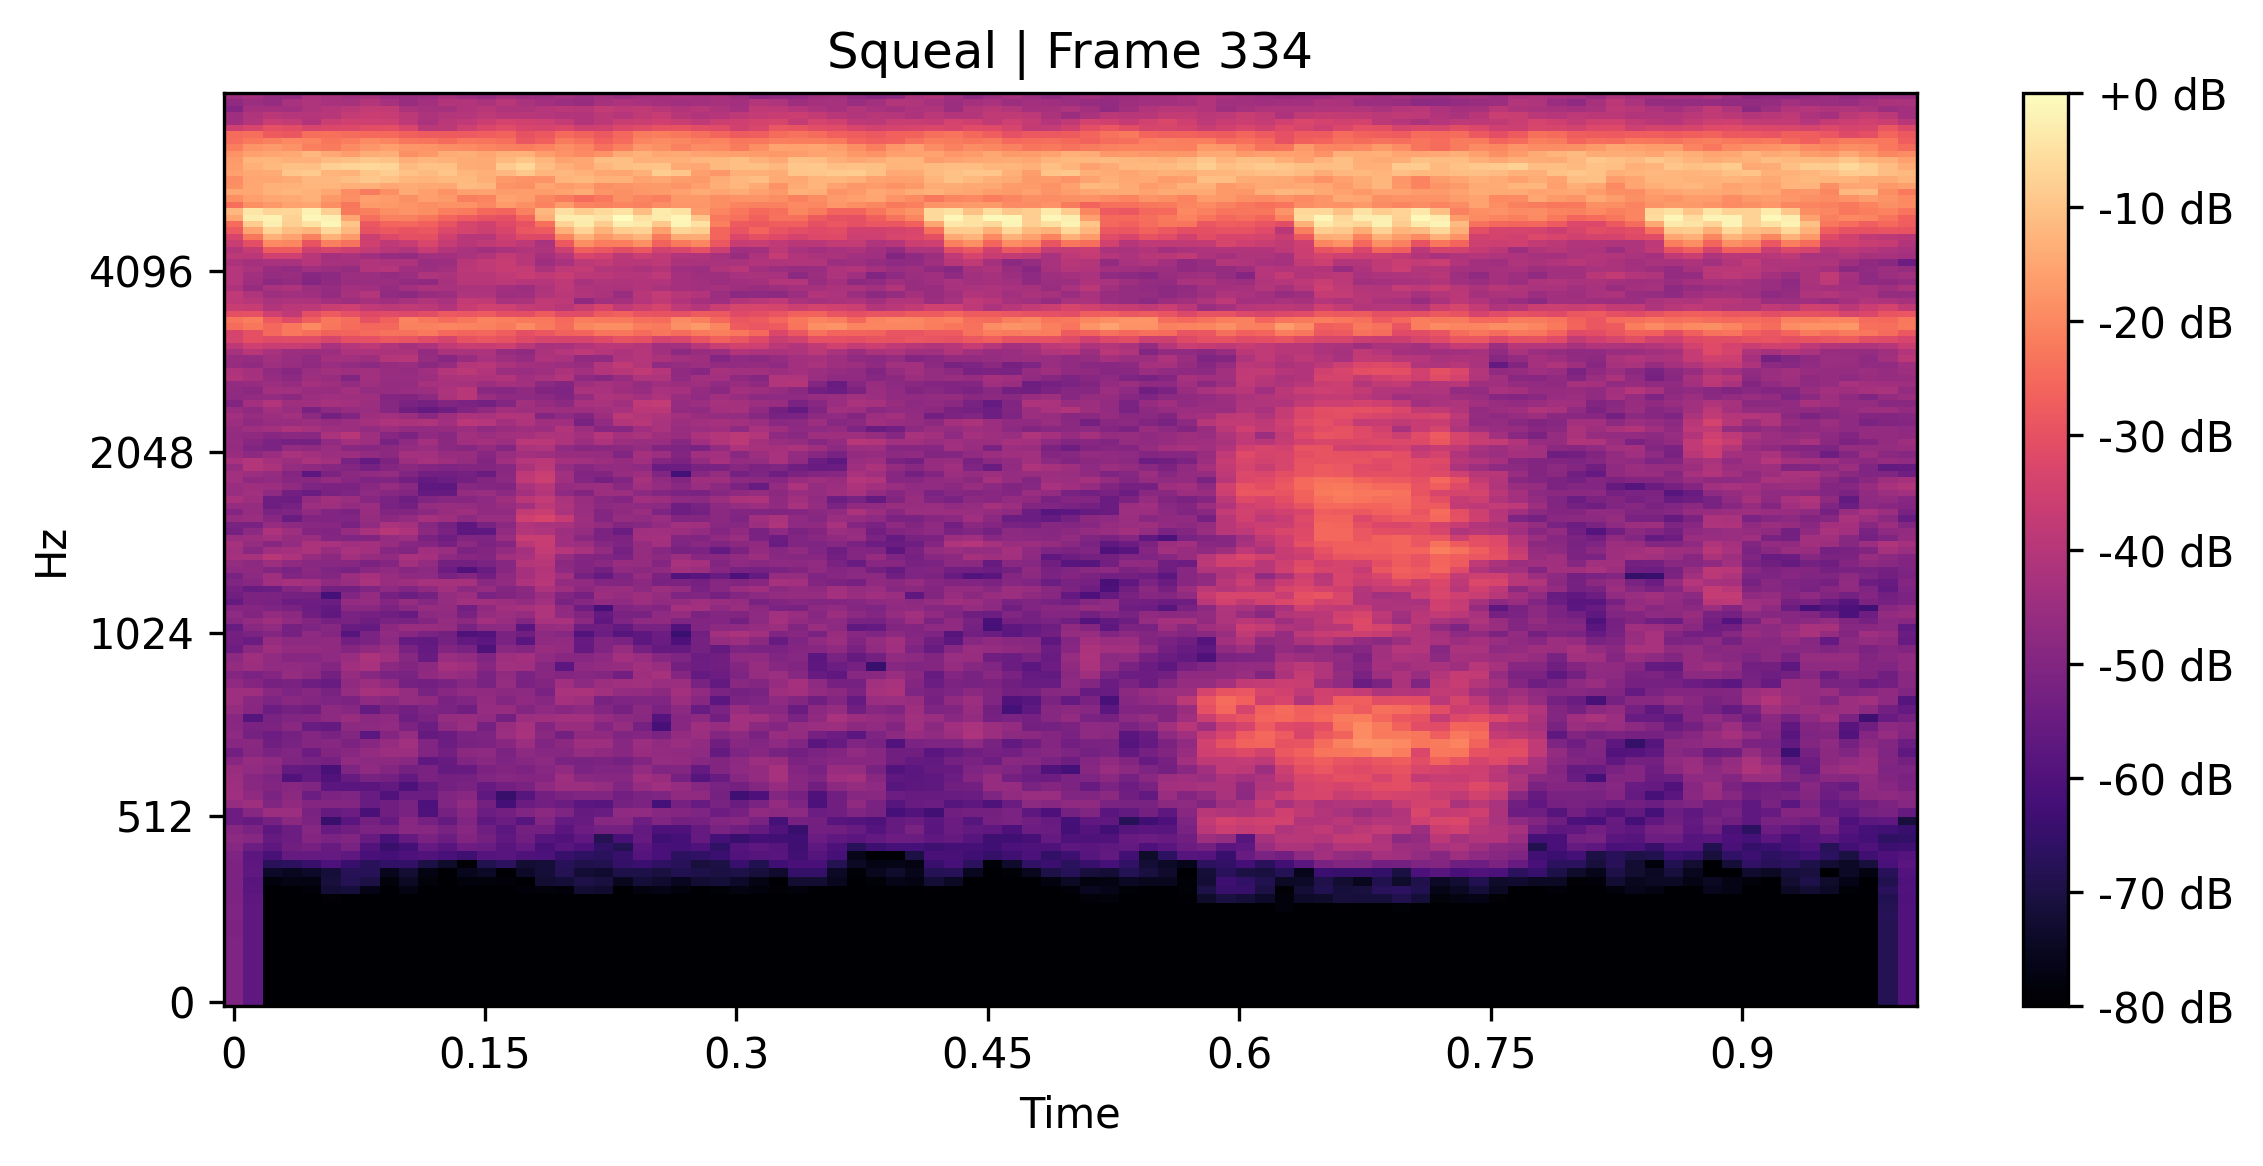 Squeal | Frame 334
+0 dB
-10 dB
-20 dB
-30 dB
-40 dB
-50 dB
-60 dB
-70 dB
-80 dB
Hz
4096
2048
1024
512
0
0 0.15 0.3 0.45 0.6 0.75 0.9
Time